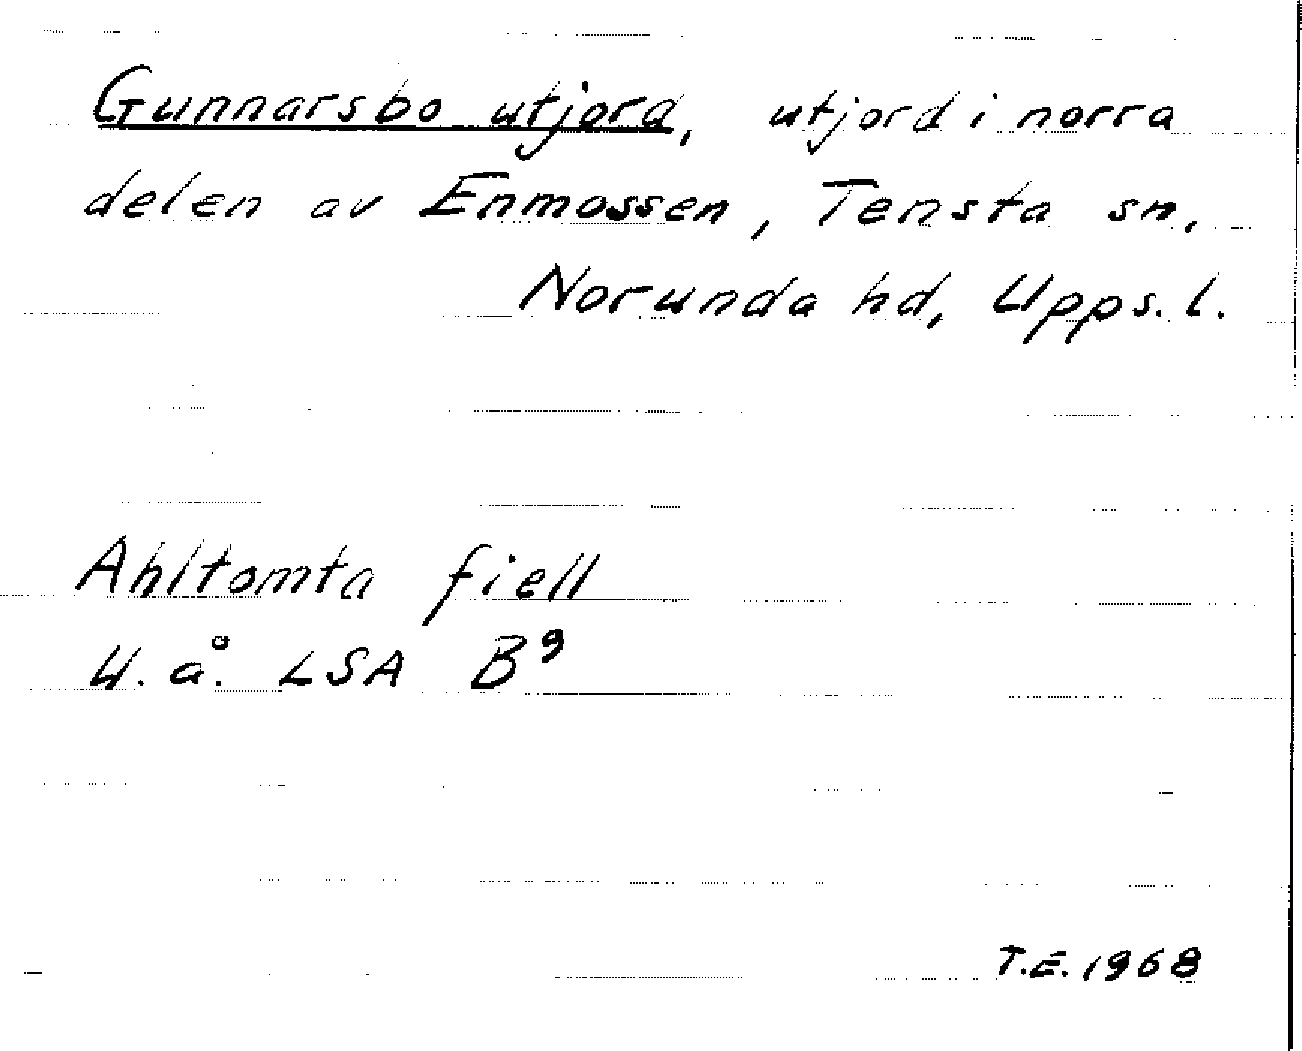 Gunnarsbo utjord, utjord i norra
delen av Enmossen, Tensta sn,
Norunda hd, Upps. l.
Ahltomta fiell
U. å. LSA B⁹
T.E. 1968